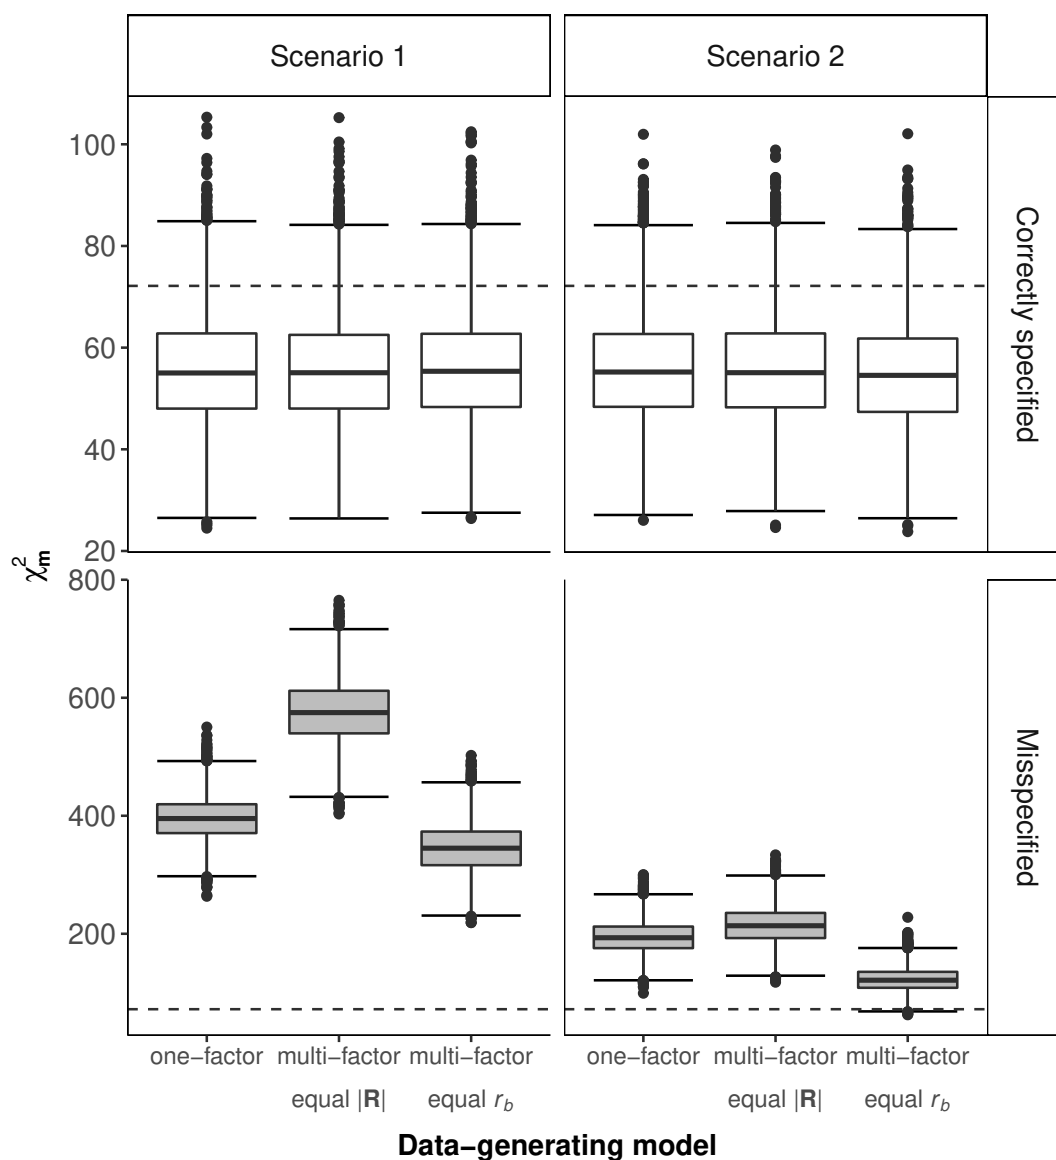 Scenario 1
Scenario 2
100
80
60
40
20
Correctly specified
χ²m
800
600
400
200
Misspecified
one−factor multi−factor multi−factor one−factor multi−factor multi−factor
equal |R| equal rb equal |R| equal rb
Data−generating model